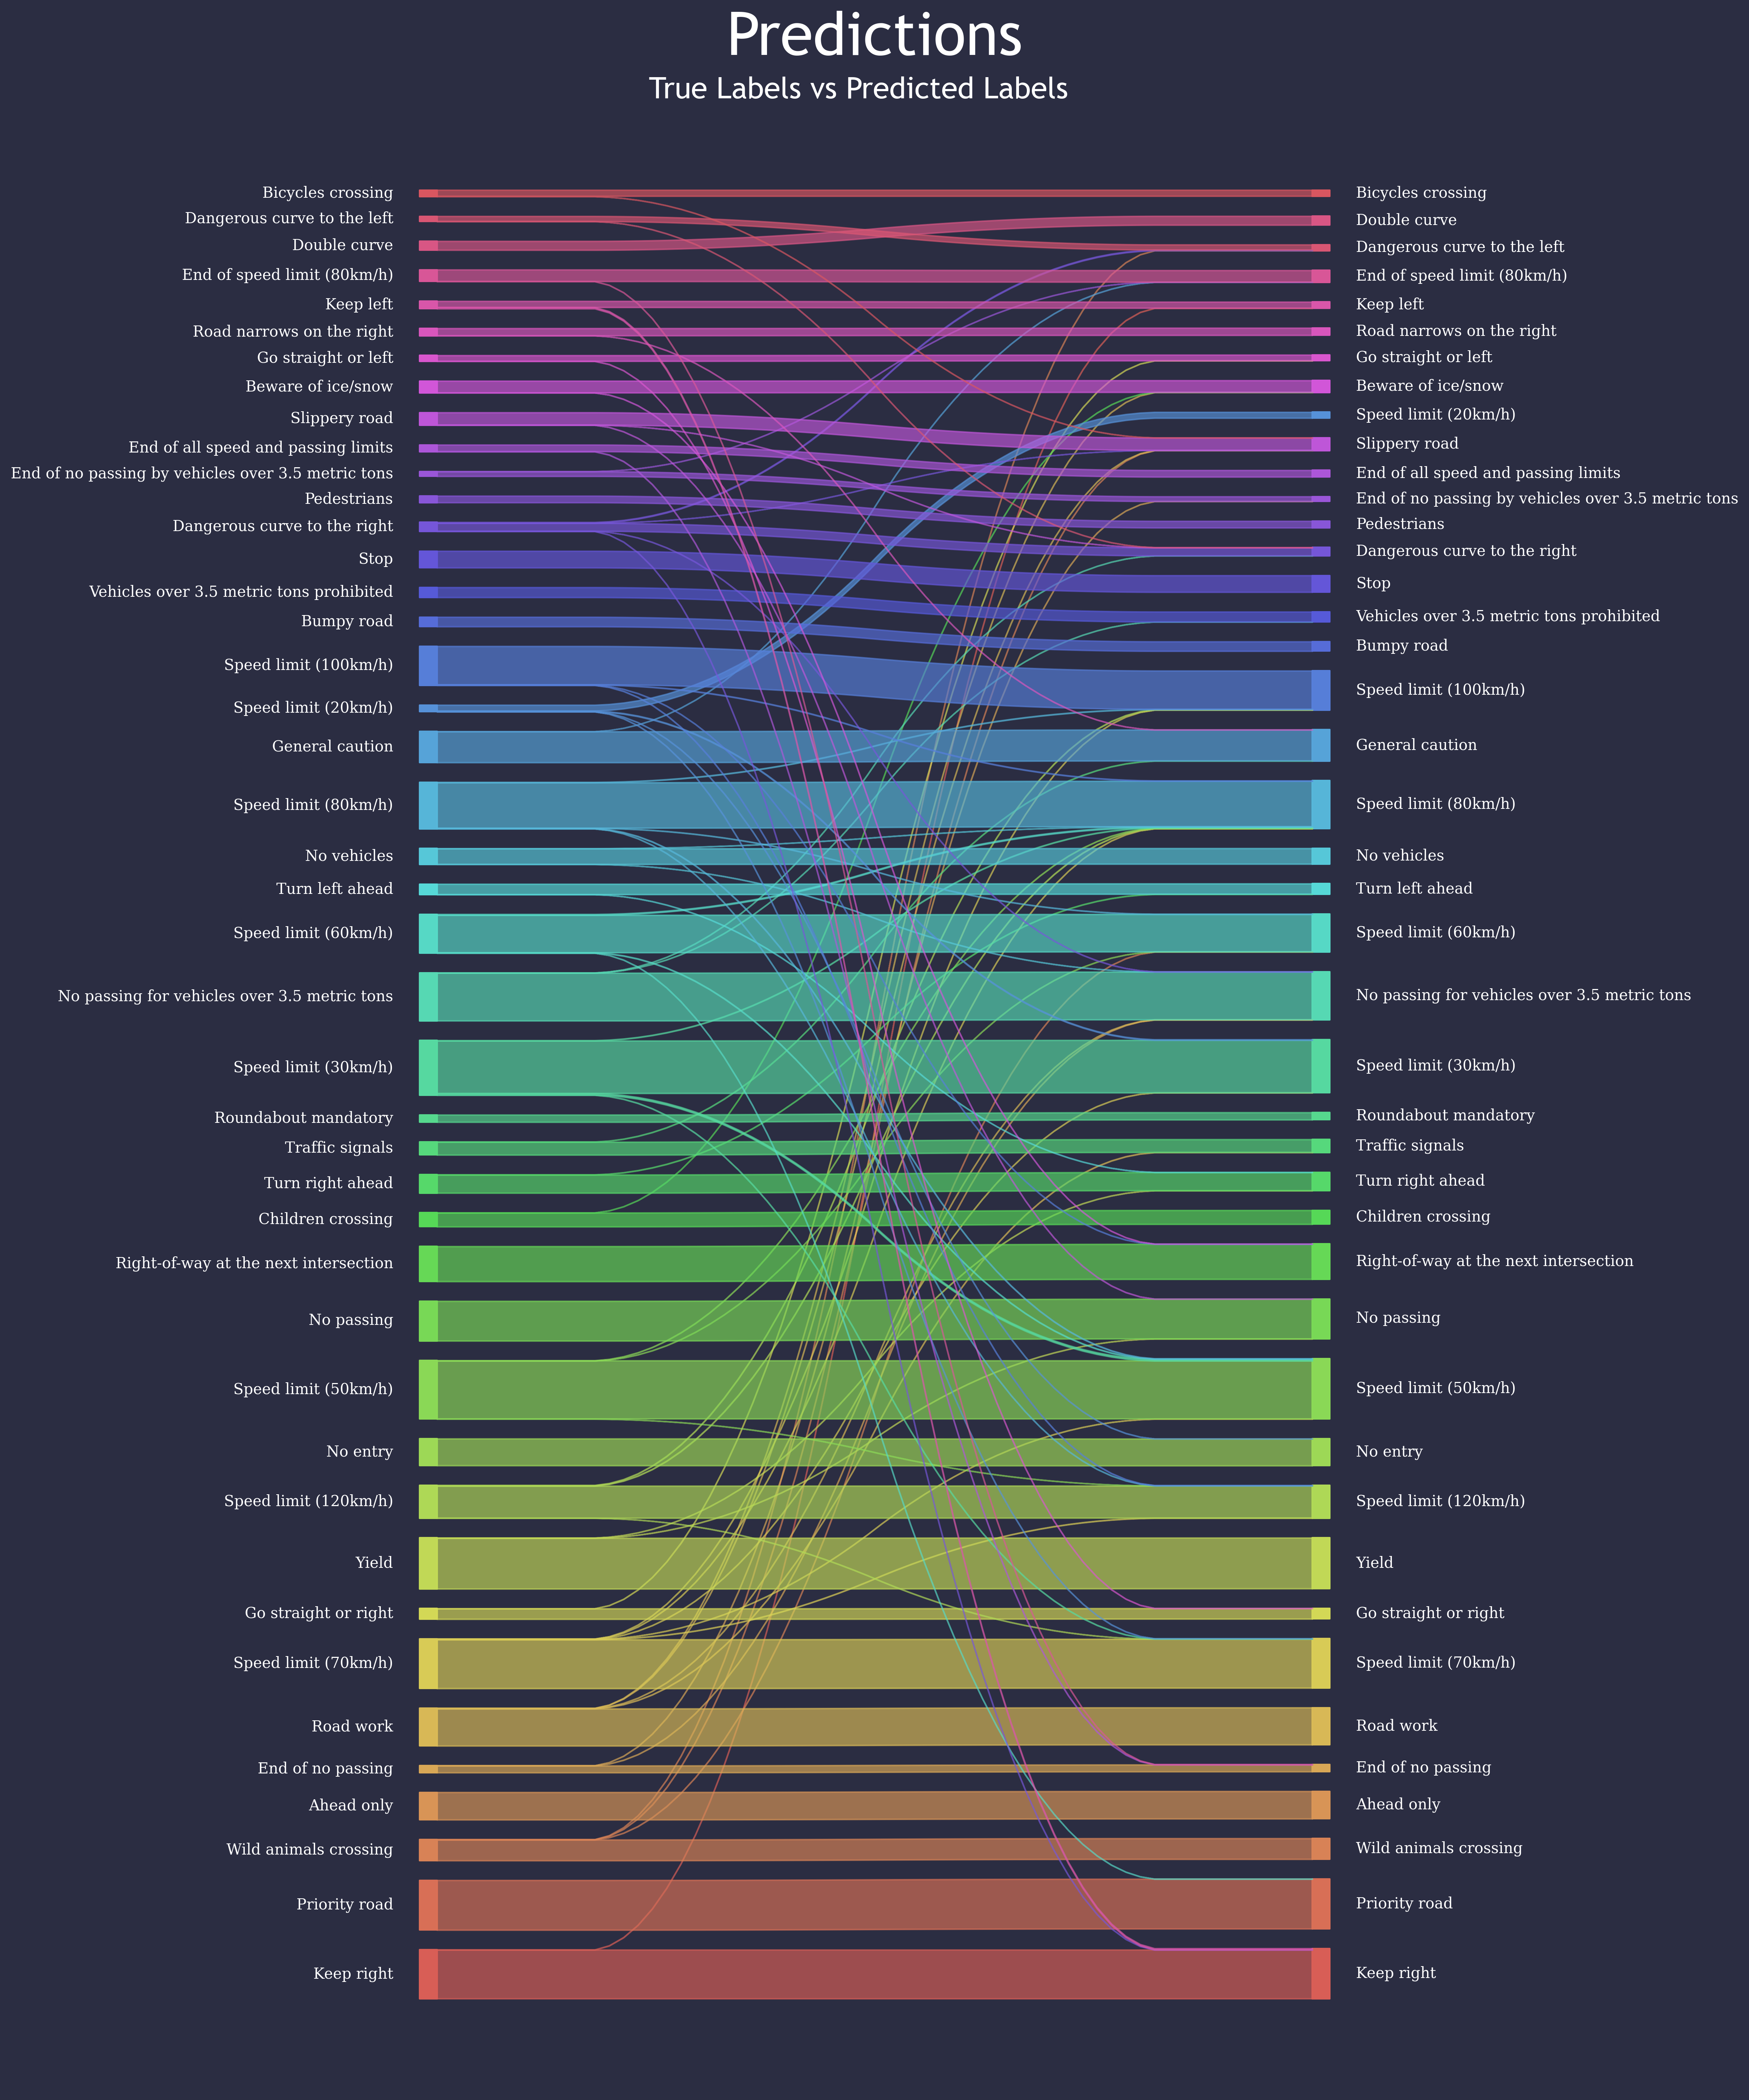 Predictions
True Labels vs Predicted Labels
Bicycles crossing
Dangerous curve to the left
Double curve
End of speed limit (80km/h)
Keep left
Road narrows on the right
Go straight or left
Beware of ice/snow
Slippery road
End of all speed and passing limits
End of no passing by vehicles over 3.5 metric tons
Pedestrians
Dangerous curve to the right
Stop
Vehicles over 3.5 metric tons prohibited
Bumpy road
Speed limit (100km/h)
Speed limit (20km/h)
General caution
Speed limit (80km/h)
No vehicles
Turn left ahead
Speed limit (60km/h)
No passing for vehicles over 3.5 metric tons
Speed limit (30km/h)
Roundabout mandatory
Traffic signals
Turn right ahead
Children crossing
Right-of-way at the next intersection
No passing
Speed limit (50km/h)
No entry
Speed limit (120km/h)
Yield
Go straight or right
Speed limit (70km/h)
Road work
End of no passing
Ahead only
Wild animals crossing
Priority road
Keep right
Bicycles crossing
Double curve
Dangerous curve to the left
End of speed limit (80km/h)
Keep left
Road narrows on the right
Go straight or left
Beware of ice/snow
Speed limit (20km/h)
Slippery road
End of all speed and passing limits
End of no passing by vehicles over 3.5 metric tons
Pedestrians
Dangerous curve to the right
Stop
Vehicles over 3.5 metric tons prohibited
Bumpy road
Speed limit (100km/h)
General caution
Speed limit (80km/h)
No vehicles
Turn left ahead
Speed limit (60km/h)
No passing for vehicles over 3.5 metric tons
Speed limit (30km/h)
Roundabout mandatory
Traffic signals
Turn right ahead
Children crossing
Right-of-way at the next intersection
No passing
Speed limit (50km/h)
No entry
Speed limit (120km/h)
Yield
Go straight or right
Speed limit (70km/h)
Road work
End of no passing
Ahead only
Wild animals crossing
Priority road
Keep right